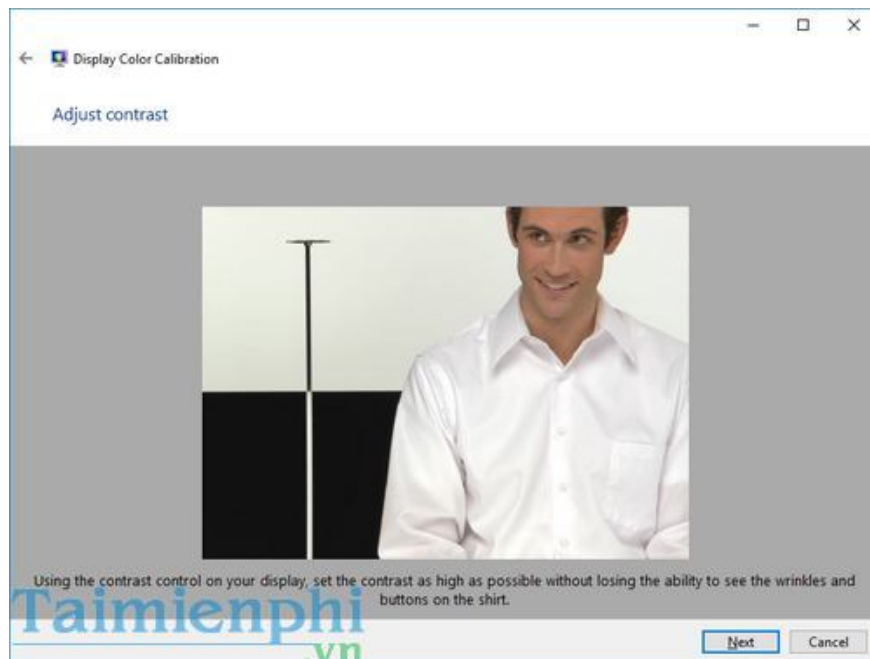 Display Color Calibration
Adjust contrast
Using the contrast control on your display, set the contrast as high as possible without losing the ability to see the wrinkles and
buttons on the shirt.
Taimienphi
.vn
Next
Cancel